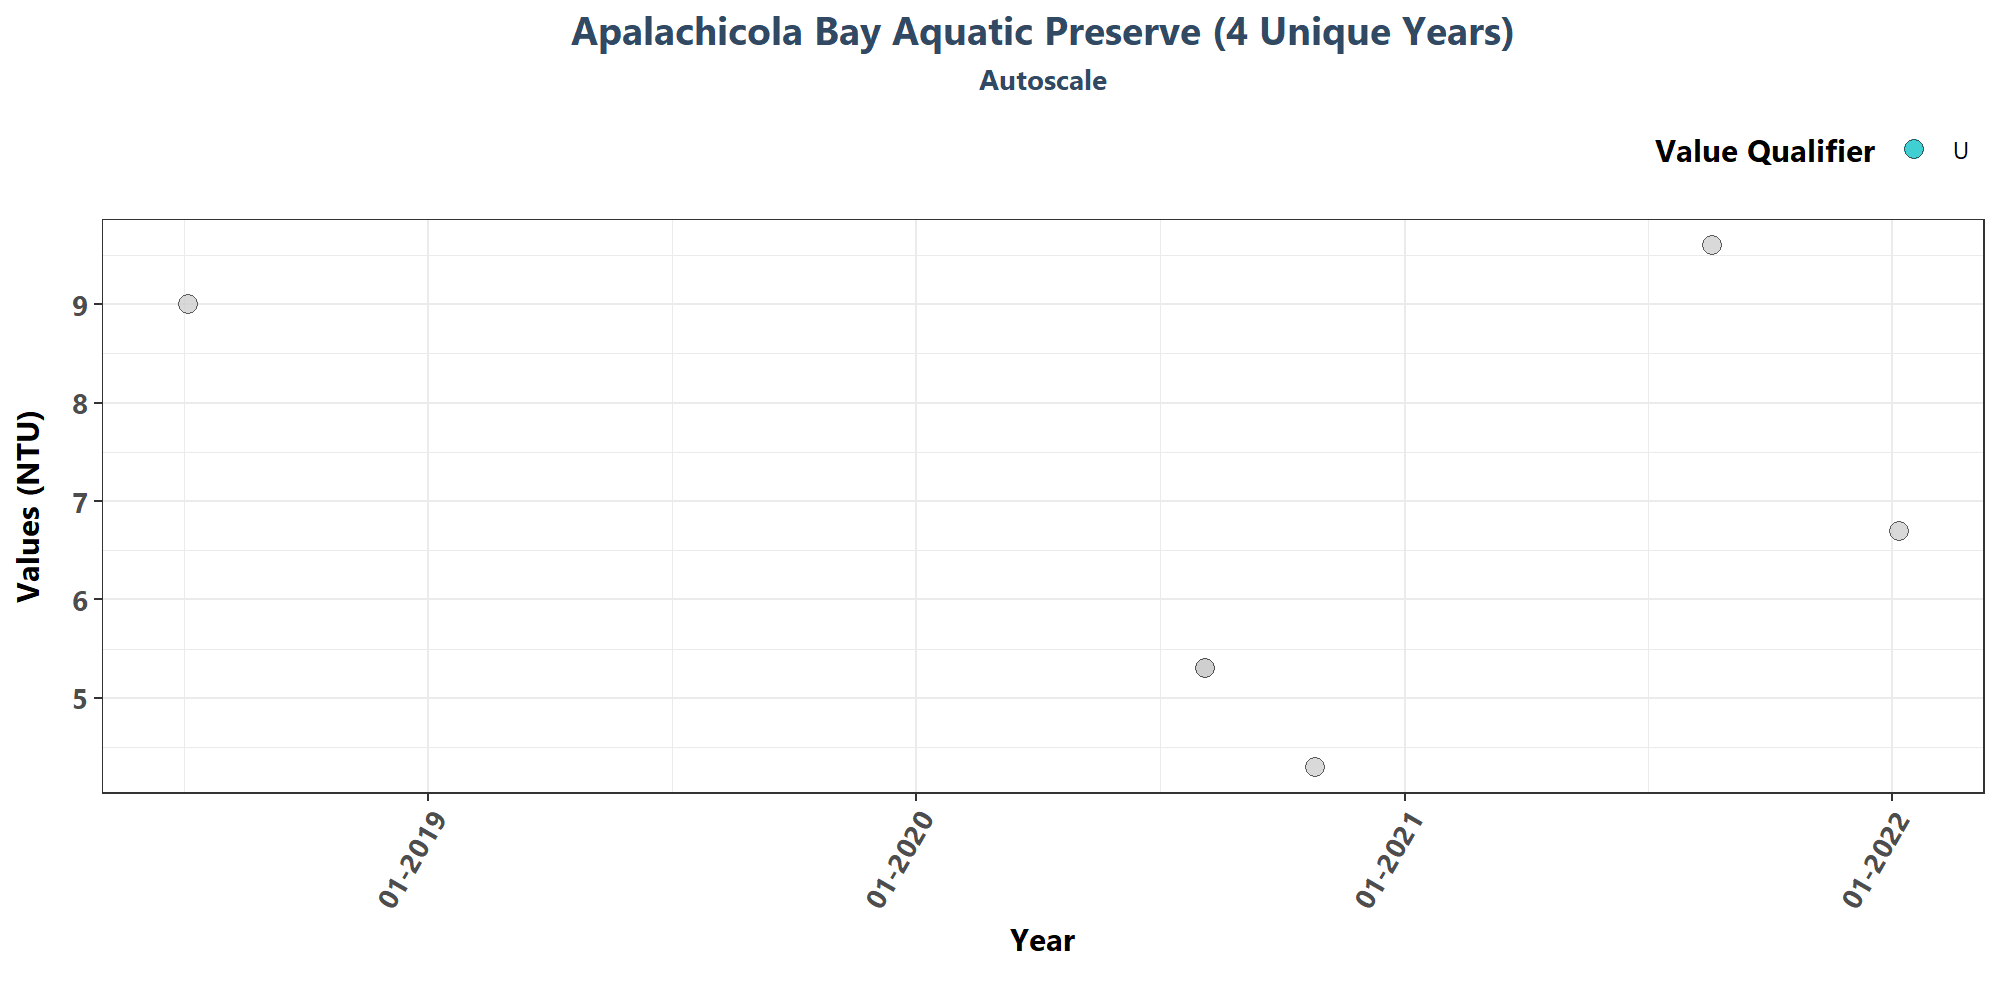 Apalachicola Bay Aquatic Preserve (4 Unique Years)
Autoscale
Value Qualifier U
Values (NTU)
9
8
7
6
5
01-2019 01-2020 01-2021 01-2022
Year